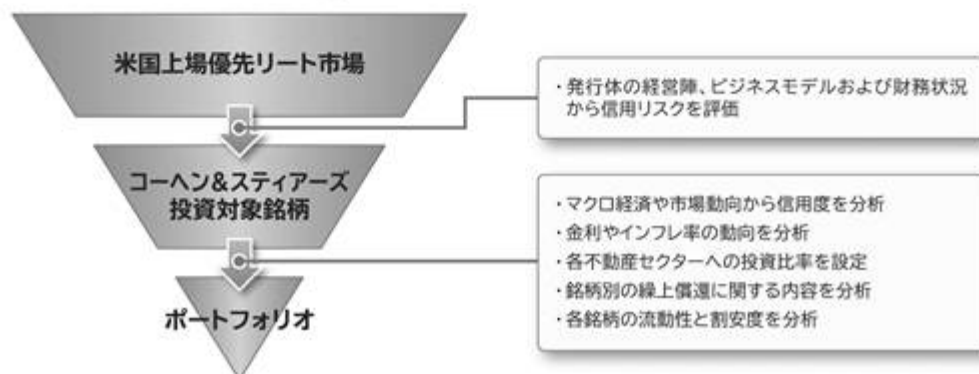 米国上場優先リート市場
・発行体の経営陣、ビジネスモデルおよび財務状況
から信用リスクを評価
コーヘン&スティアーズ
投資対象銘柄
・マクロ経済や市場動向から信用度を分析
・金利やインフレ率の動向を分析
・各不動産セクターへの投資比率を設定
・銘柄別の繰上償還に関する内容を分析
・各銘柄の流動性と割安度を分析
ポートフォリオ